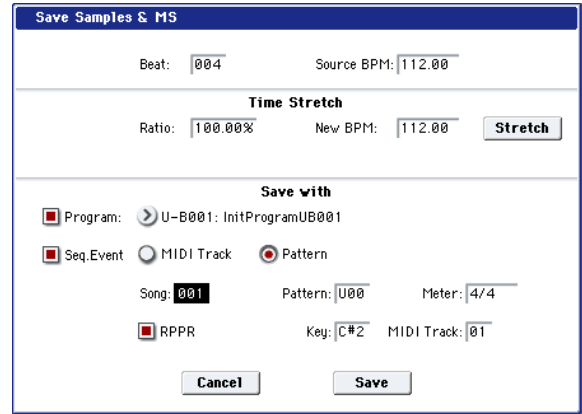 Save Samples & MS
Beat: 004 Source BPM: 112.00
Time Stretch
Ratio: 100.00% New BPM: 112.00 Stretch
Save with
Program: U-B001: InitProgramUB001
Seq.Event MIDI Track Pattern
Song: 001 Pattern: U00 Meter: 4/4
RPPR Key: C#2 MIDI Track: 01
Cancel Save